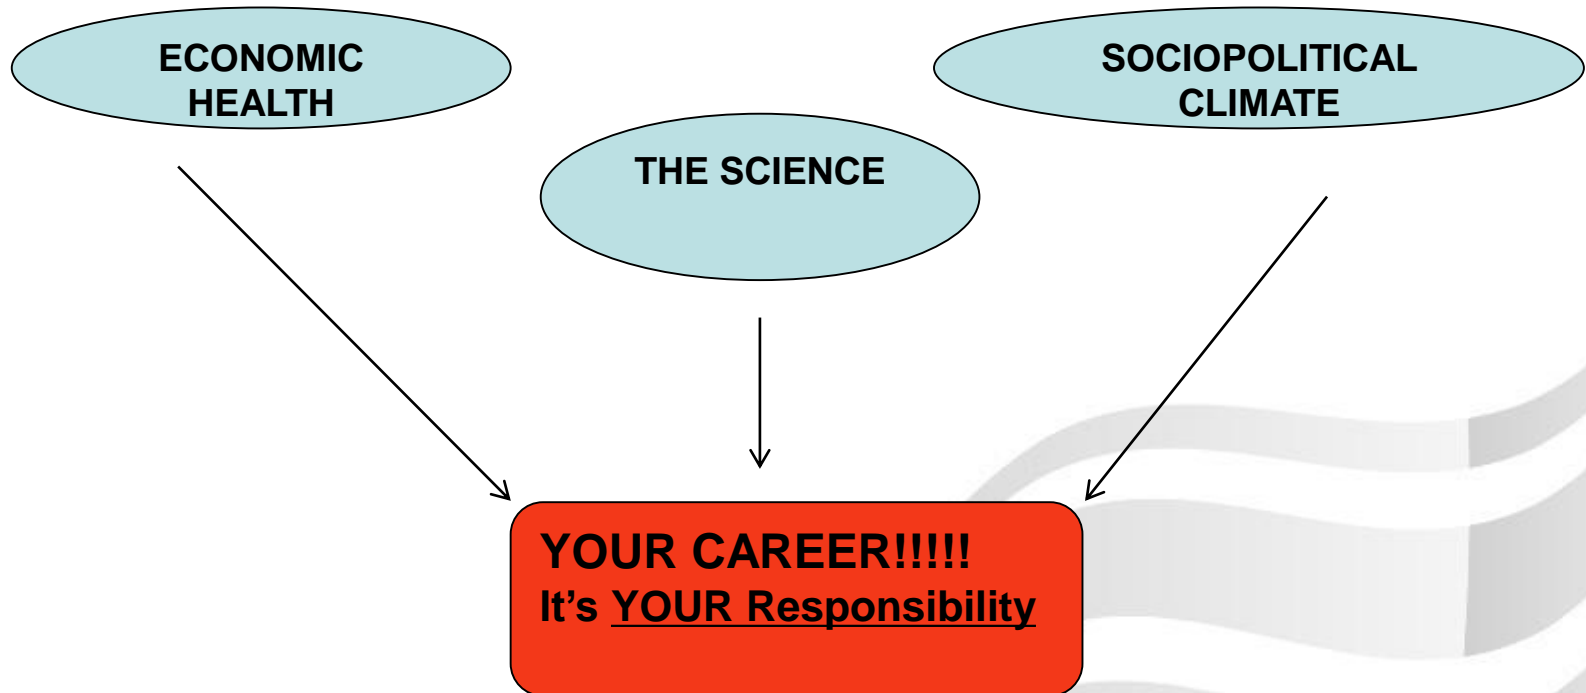 ECONOMIC
HEALTH
SOCIOPOLITICAL
CLIMATE
THE SCIENCE
YOUR CAREER!!!!!
It’s YOUR Responsibility